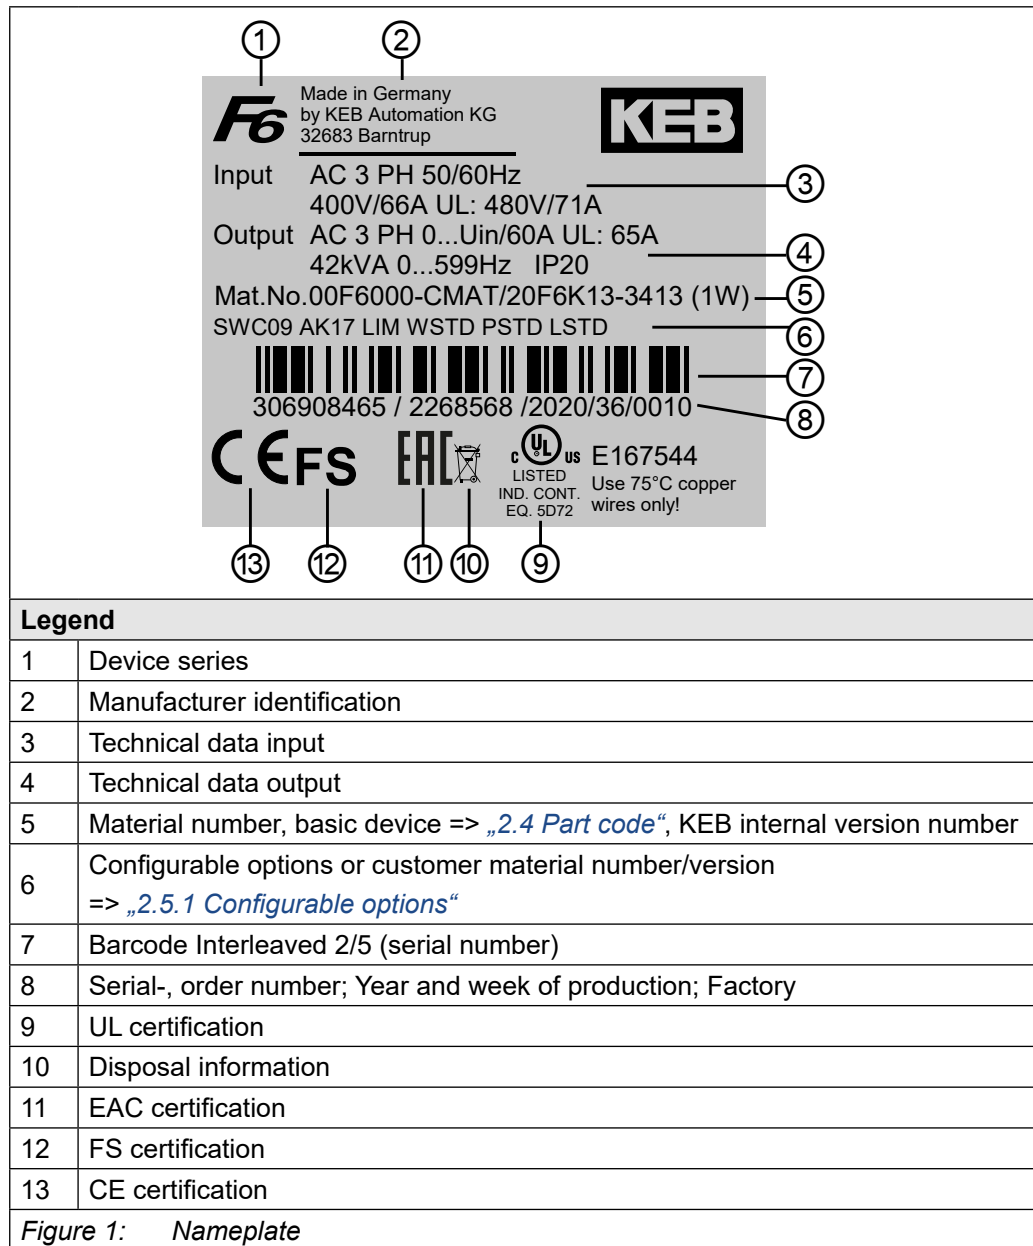 1 2
F6
Made in Germany
by KEB Automation KG
32683 Barntrup
KEB
Input AC 3 PH 50/60Hz
400V/66A UL: 480V/71A
3
Output AC 3 PH 0...Uin/60A UL: 65A
42kVA 0...599Hz IP20
4
Mat.No.00F6000-CMAT/20F6K13-3413 (1W)
5
SWC09 AK17 LIM WSTD PSTD LSTD
6
7
306908465 / 2268568 /2020/36/0010
8
CE FS EAC
c UL us
LISTED
IND. CONT.
EQ. 5D72
E167544
Use 75°C copper
wires only!
13 12 11 10 9
Legend
1 Device series
2 Manufacturer identification
3 Technical data input
4 Technical data output
5 Material number, basic device => „2.4 Part code“, KEB internal version number
6 Configurable options or customer material number/version
=> „2.5.1 Configurable options“
7 Barcode Interleaved 2/5 (serial number)
8 Serial-, order number; Year and week of production; Factory
9 UL certification
10 Disposal information
11 EAC certification
12 FS certification
13 CE certification
Figure 1: Nameplate